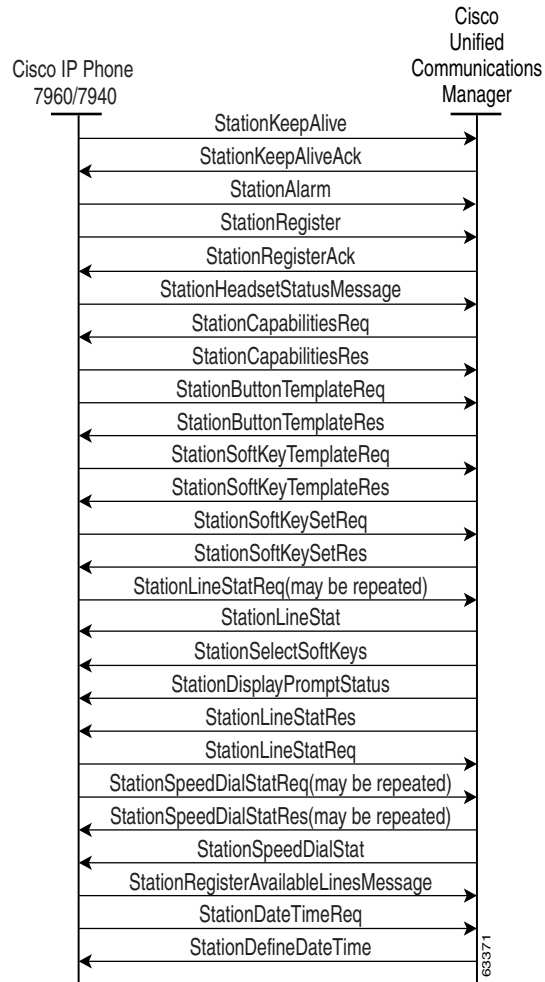 Cisco IP Phone
7960/7940
Cisco
Unified
Communications
Manager
StationKeepAlive
StationKeepAliveAck
StationAlarm
StationRegister
StationRegisterAck
StationHeadsetStatusMessage
StationCapabilitiesReq
StationCapabilitiesRes
StationButtonTemplateReq
StationButtonTemplateRes
StationSoftKeyTemplateReq
StationSoftKeyTemplateRes
StationSoftKeySetReq
StationSoftKeySetRes
StationLineStatReq(may be repeated)
StationLineStat
StationSelectSoftKeys
StationDisplayPromptStatus
StationLineStatRes
StationLineStatReq
StationSpeedDialStatReq(may be repeated)
StationSpeedDialStatRes(may be repeated)
StationSpeedDialStat
StationRegisterAvailableLinesMessage
StationDateTimeReq
StationDefineDateTime
63371